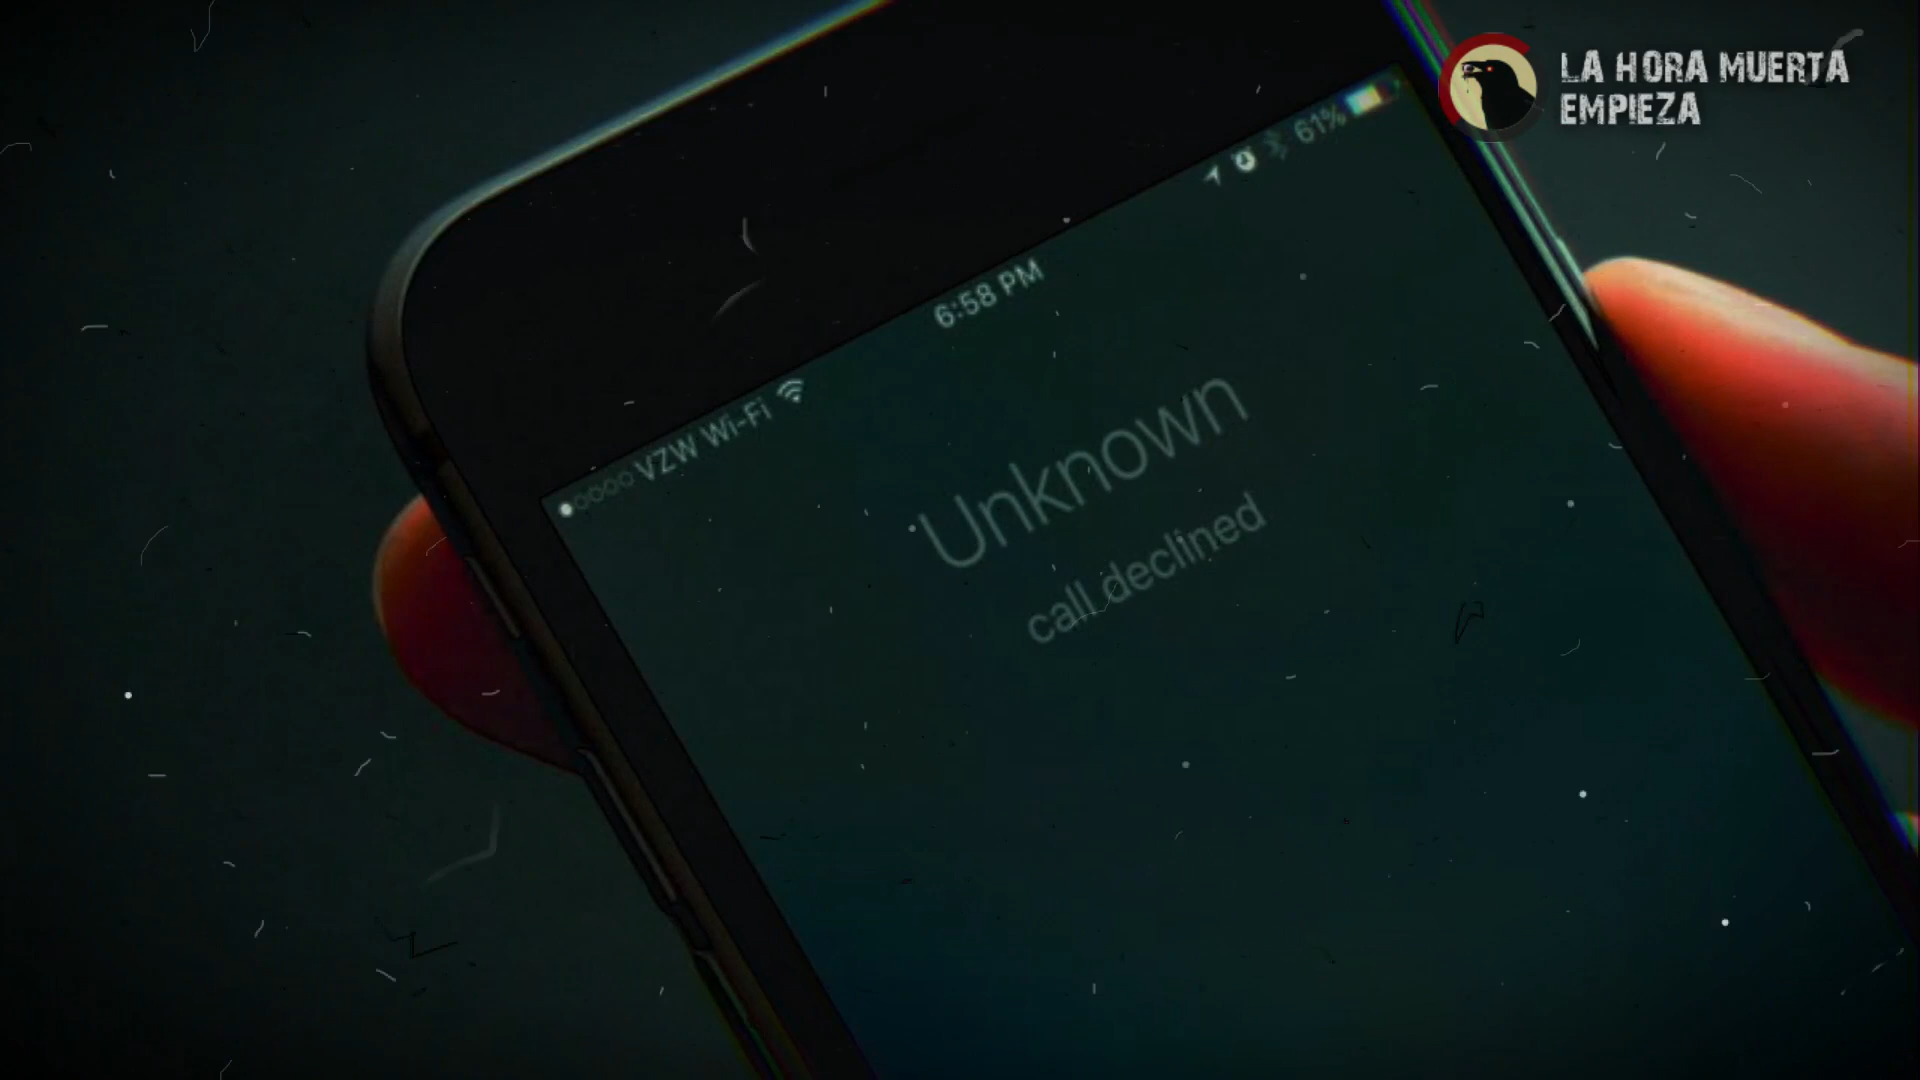 LA HORA MUERTA
EMPIEZA
61%
6:58 PM
VZW Wi-Fi
Unknown
call declined